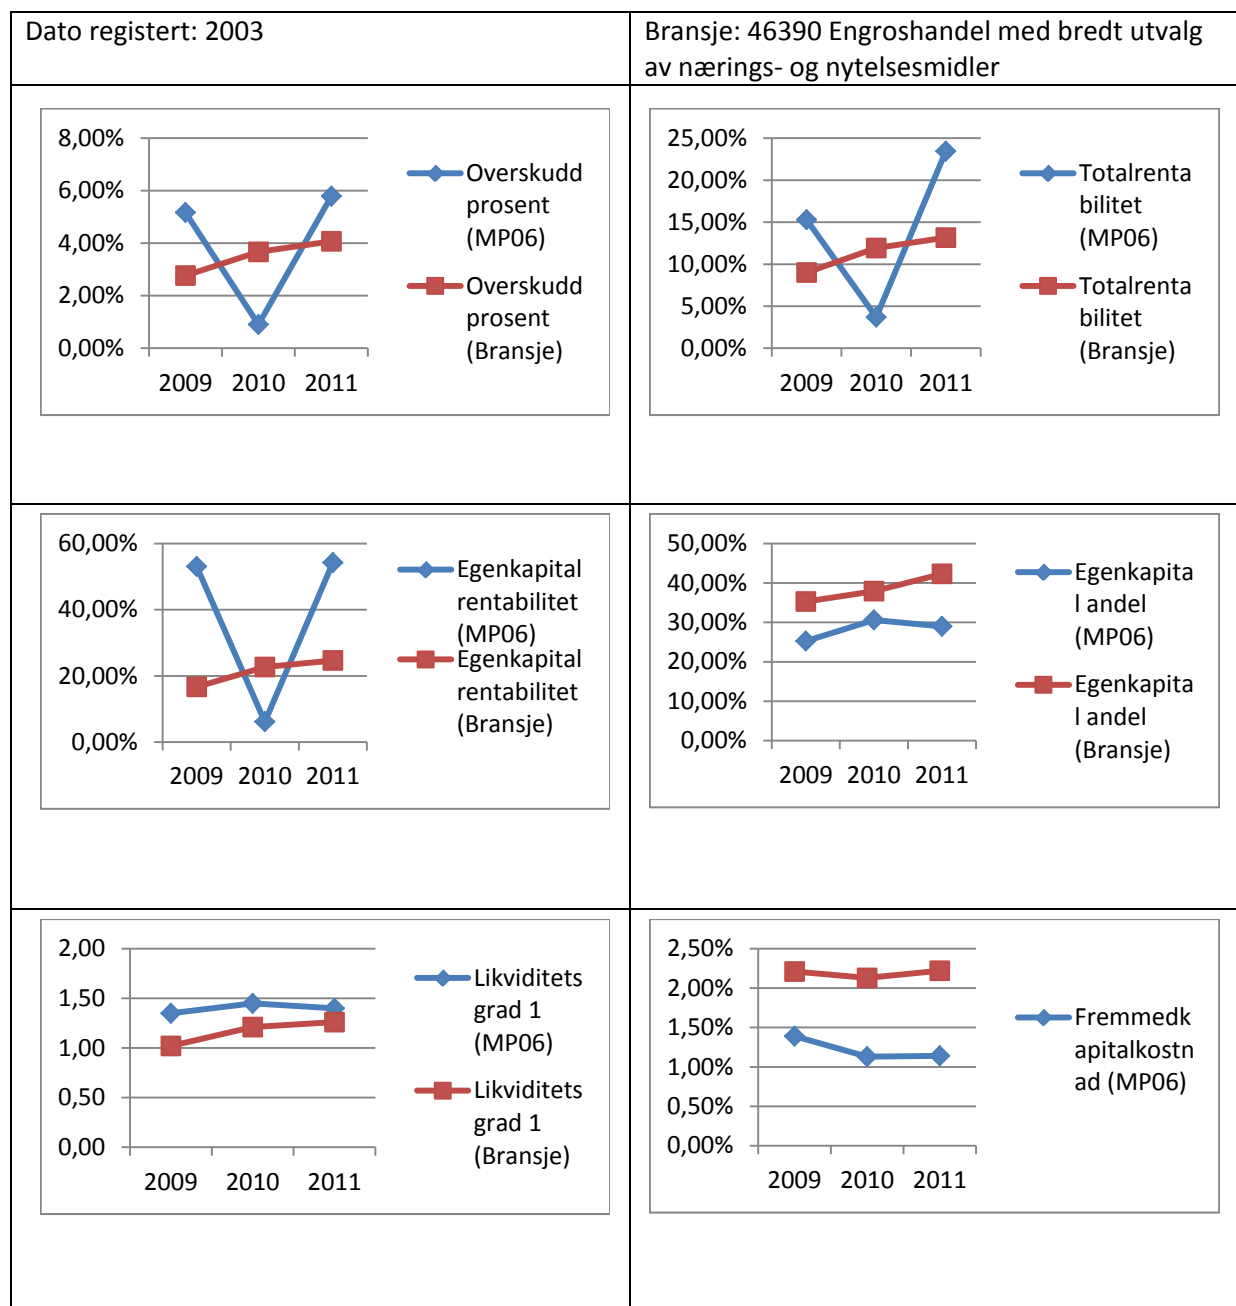 Dato registert: 2003
Bransje: 46390 Engroshandel med bredt utvalg
av nærings- og nytelsesmidler
8,00%
6,00%
4,00%
2,00%
0,00%
2009 2010 2011
Overskudd
prosent
(MP06)
Overskudd
prosent
(Bransje)
25,00%
20,00%
15,00%
10,00%
5,00%
0,00%
2009 2010 2011
Totalrenta
bilitet
(MP06)
Totalrenta
bilitet
(Bransje)
60,00%
40,00%
20,00%
0,00%
2009 2010 2011
Egenkapital
rentabilitet
(MP06)
Egenkapital
rentabilitet
(Bransje)
50,00%
40,00%
30,00%
20,00%
10,00%
0,00%
2009 2010 2011
Egenkapita
l andel
(MP06)
Egenkapita
l andel
(Bransje)
2,00
1,50
1,00
0,50
0,00
2009 2010 2011
Likviditets
grad 1
(MP06)
Likviditets
grad 1
(Bransje)
2,50%
2,00%
1,50%
1,00%
0,50%
0,00%
2009 2010 2011
Fremmedk
apitalkostn
ad (MP06)